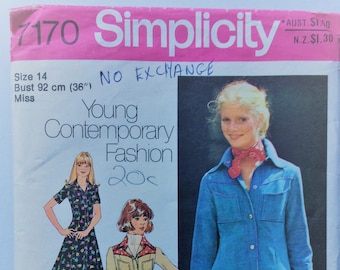 7170 Simplicity
AUST. $1.40
N.Z. $1.30
Size 14
Bust 92 cm (36")
Miss
NO EXCHANGE
Young
Contemporary
Fashion
20c